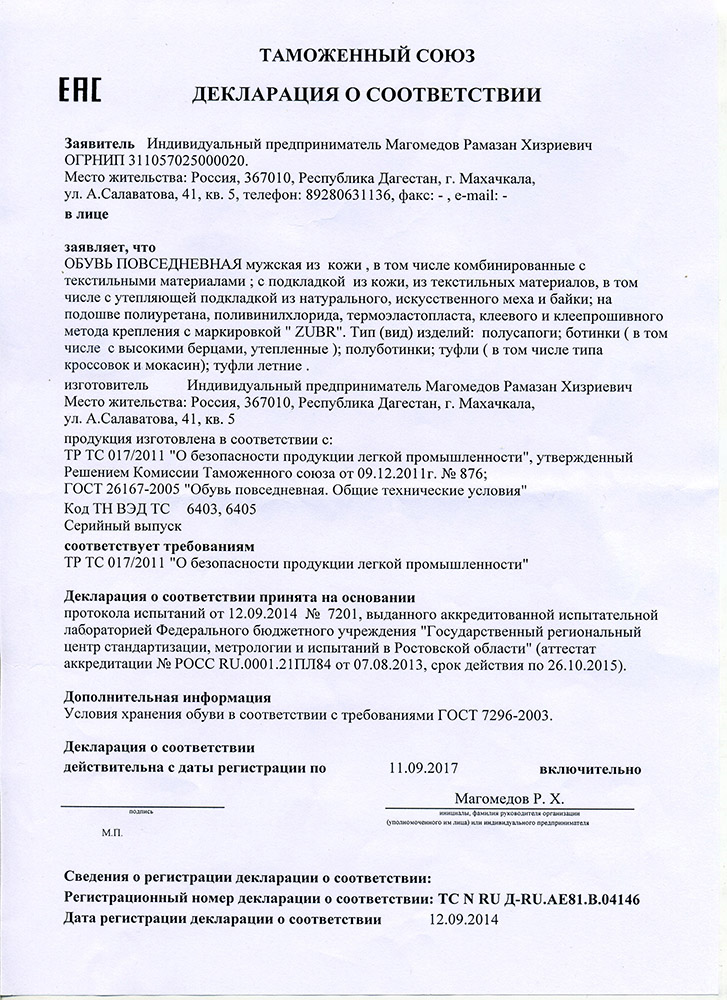 ТАМОЖЕННЫЙ СОЮЗ
ЕАС
ДЕКЛАРАЦИЯ О СООТВЕТСТВИИ
Заявитель Индивидуальный предприниматель Магомедов Рамазан Хизриевич
ОГРНИП 311057025000020.
Место жительства: Россия, 367010, Республика Дагестан, г. Махачкала,
ул. А.Салаватова, 41, кв. 5, телефон: 89280631136, факс: - , e-mail: -
в лице
заявляет, что
ОБУВЬ ПОВСЕДНЕВНАЯ мужская из кожи , в том числе комбинированные с
текстильными материалами ; с подкладкой из кожи, из текстильных материалов, в том
числе с утепляющей подкладкой из натурального, искусственного меха и байки; на
подошве полиуретана, поливинилхлорида, термоэластопласта, клеевого и клеепрошивного
метода крепления с маркировкой " ZUBR". Тип (вид) изделий: полусапоги; ботинки ( в том
числе с высокими берцами, утепленные ); полуботинки; туфли ( в том числе типа
кроссовок и мокасин); туфли летние .
изготовитель Индивидуальный предприниматель Магомедов Рамазан Хизриевич
Место жительства: Россия, 367010, Республика Дагестан, г. Махачкала,
ул. А.Салаватова, 41, кв. 5
продукция изготовлена в соответствии с:
ТР ТС 017/2011 "О безопасности продукции легкой промышленности", утвержденный
Решением Комиссии Таможенного союза от 09.12.2011г. № 876;
ГОСТ 26167-2005 "Обувь повседневная. Общие технические условия"
Код ТН ВЭД ТС 6403, 6405
Серийный выпуск
соответствует требованиям
ТР ТС 017/2011 "О безопасности продукции легкой промышленности"
Декларация о соответствии принята на основании
протокола испытаний от 12.09.2014 № 7201, выданного аккредитованной испытательной
лабораторией Федерального бюджетного учреждения "Государственный региональный
центр стандартизации, метрологии и испытаний в Ростовской области" (аттестат
аккредитации № РОСС RU.0001.21ПЛ84 от 07.08.2013, срок действия по 26.10.2015).
Дополнительная информация
Условия хранения обуви в соответствии с требованиями ГОСТ 7296-2003.
Декларация о соответствии
действительна с даты регистрации по 11.09.2017 включительно
Магомедов Р. Х.
подпись
инициалы, фамилия руководителя организации
(уполномоченного им лица) или индивидуального предпринимателя
М.П.
Сведения о регистрации декларации о соответствии:
Регистрационный номер декларации о соответствии: ТС N RU Д-RU.АЕ81.В.04146
Дата регистрации декларации о соответствии 12.09.2014